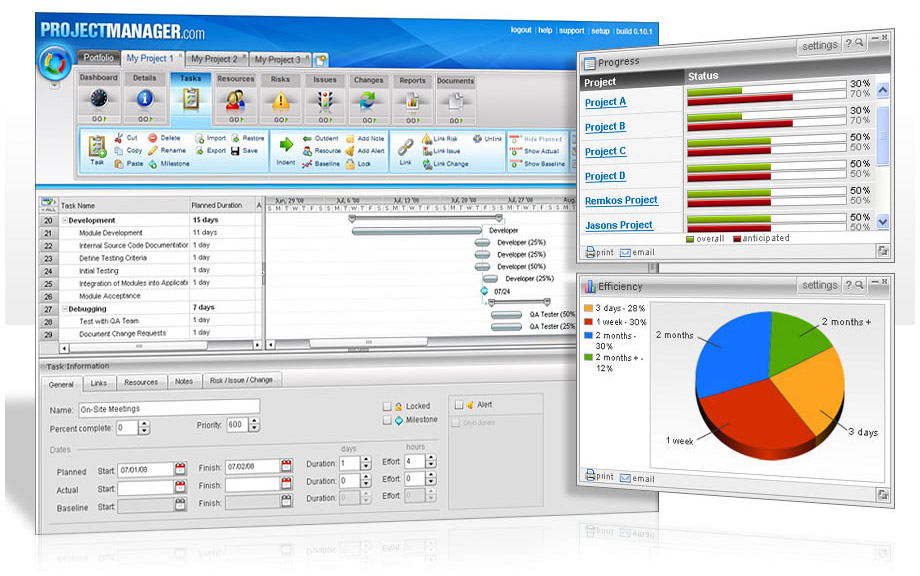 PROJECTMANAGER.com
logout | help | support | setup | build 0.10.1
Portfolio My Project 1 My Project 2 My Project 3
Dashboard Details Tasks Resources Risks Issues Changes Reports Documents
GO GO GO GO GO GO GO GO
Cut Delete Import Restore Outdent Add Note Link Risk Unlink Hide Planned
Copy Rename Export Save Resource Add Alert Link Issue Show Actual
Task Paste Milestone Indent Baseline Lock Link Link Change Show Baseline
ALL Task Name Planned Duration A Jun, 29 '08 Jul, 6 '08 Jul, 20 '08 Jul, 27 '08 Aug,
S M T W T F S S M T W T F S S M T W T F S S M T W T F S
20 Development 15 days
21 Module Development 11 days Developer
22 Internal Source Code Documentation 1 day Developer (25%)
23 Define Testing Criteria 1 day Developer (25%)
24 Initial Testing 1 day Developer (50%)
25 Integration of Modules into Applicati 1 day Developer (25%)
26 Module Acceptance 07/24
27 Debugging 7 days
28 Test with QA Team 1 day QA Tester (50%
29 Document Change Requests 1 day QA Tester (25%
Task Information
General Links Resources Notes Risk / Issue / Change
Name: On-Site Meetings Locked Alert
Percent complete: 0 Priority: 600 Milestone Olyn Jones
Dates days hours
Planned Start: 07/01/08 Finish: 07/02/08 Duration: 1 Effort: 4
Actual Start: Finish: Duration: 0 Effort: 0
Baseline Start: Finish: Duration: 0 Effort: 0
Progress settings ?
Project Status
Project A 30% 70%
Project B 30% 70%
Project C 50% 50%
Project D 50% 50%
Remkos Project 50% 50%
Jasons Project 50% 50%
overall anticipated
print email
Efficiency settings ?
3 days - 28%
1 week - 30%
2 months - 30%
2 months + - 12%
2 months
2 months +
1 week
3 days
print email